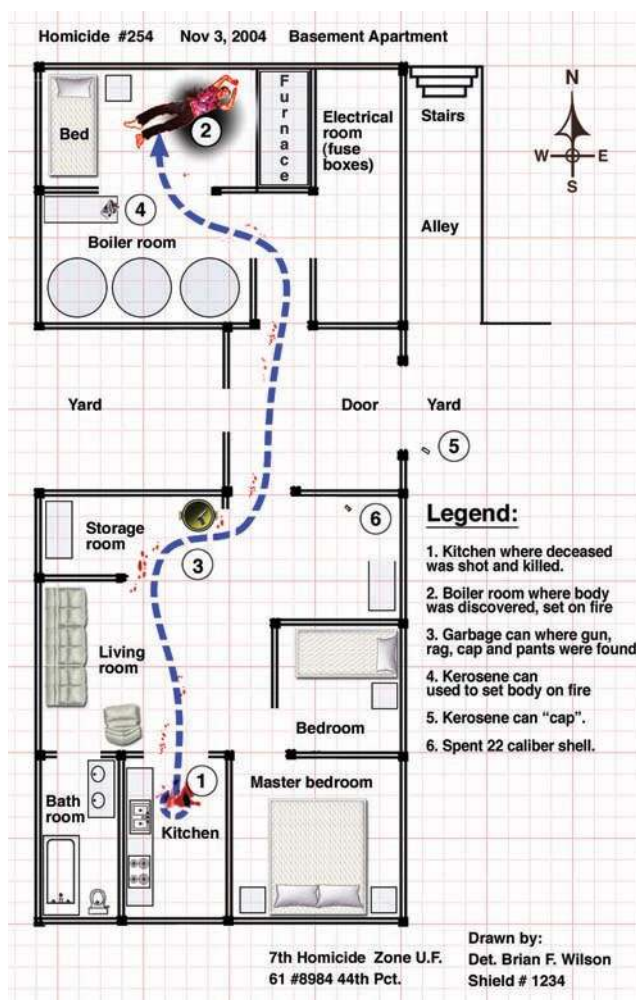 Homicide #254 Nov 3, 2004 Basement Apartment
Bed
2
Furnace
Electrical
room
(fuse
boxes)
Stairs
N
W E
S
4
Boiler room
Alley
Yard
Door
Yard
5
6
Storage
room
3
Living
room
Bedroom
1
Bath
room
Kitchen
Master bedroom
Legend:
1. Kitchen where deceased
was shot and killed.
2. Boiler room where body
was discovered, set on fire
3. Garbage can where gun,
rag, cap and pants were found
4. Kerosene can
used to set body on fire
5. Kerosene can “cap”.
6. Spent 22 caliber shell.
7th Homicide Zone U.F.
61 #8984 44th Pct.
Drawn by:
Det. Brian F. Wilson
Shield # 1234